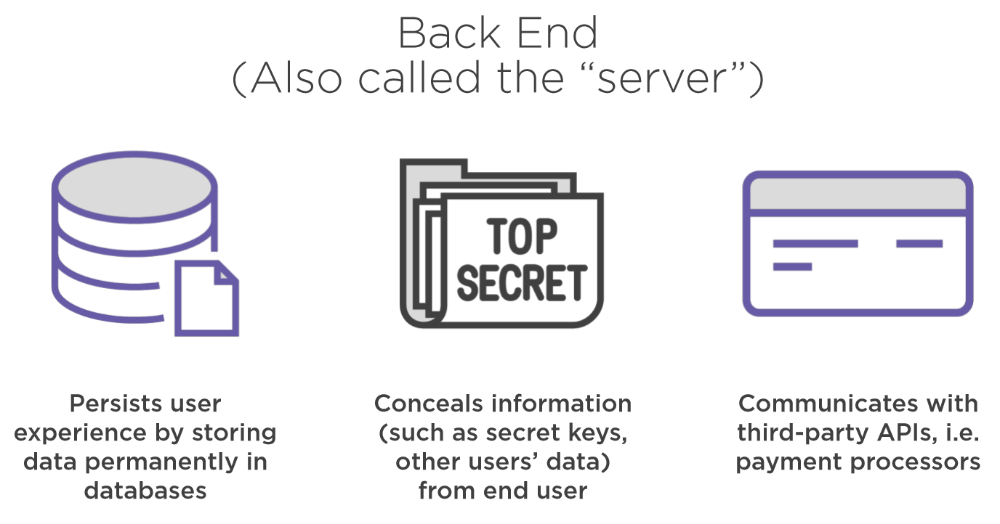 Back End
(Also called the “server”)
TOP
SECRET
Persists user
experience by storing
data permanently in
databases
Conceals information
(such as secret keys,
other users’ data)
from end user
Communicates with
third-party APIs, i.e.
payment processors